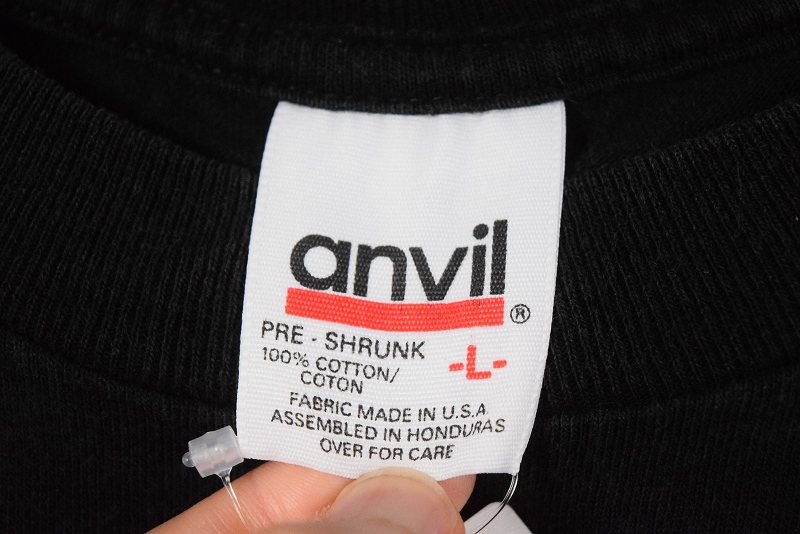 anvil
®
PRE - SHRUNK
-L-
100% COTTON/
COTON
FABRIC MADE IN U.S.A
ASSEMBLED IN HONDURAS
OVER FOR CARE